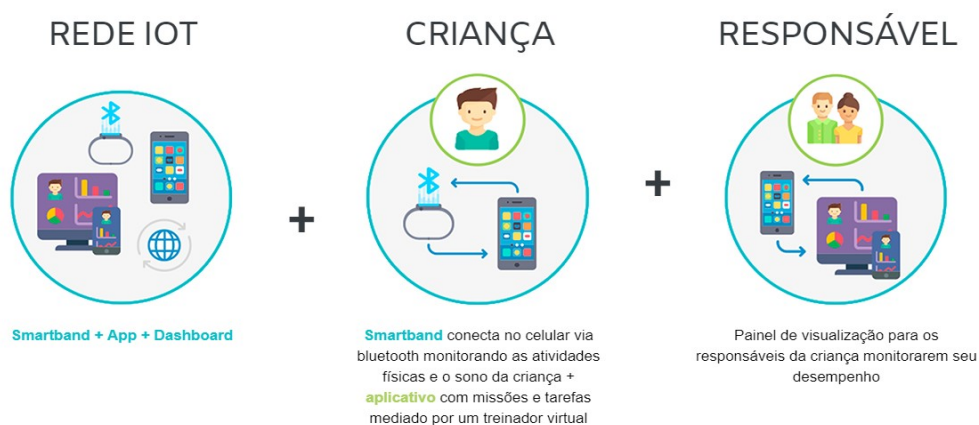 REDE IOT
CRIANÇA
RESPONSÁVEL
+
+
Smartband + App + Dashboard
Smartband conecta no celular via
bluetooth monitorando as atividades
físicas e o sono da criança +
aplicativo com missões e tarefas
mediado por um treinador virtual
Painel de visualização para os
responsáveis da criança monitorarem seu
desempenho